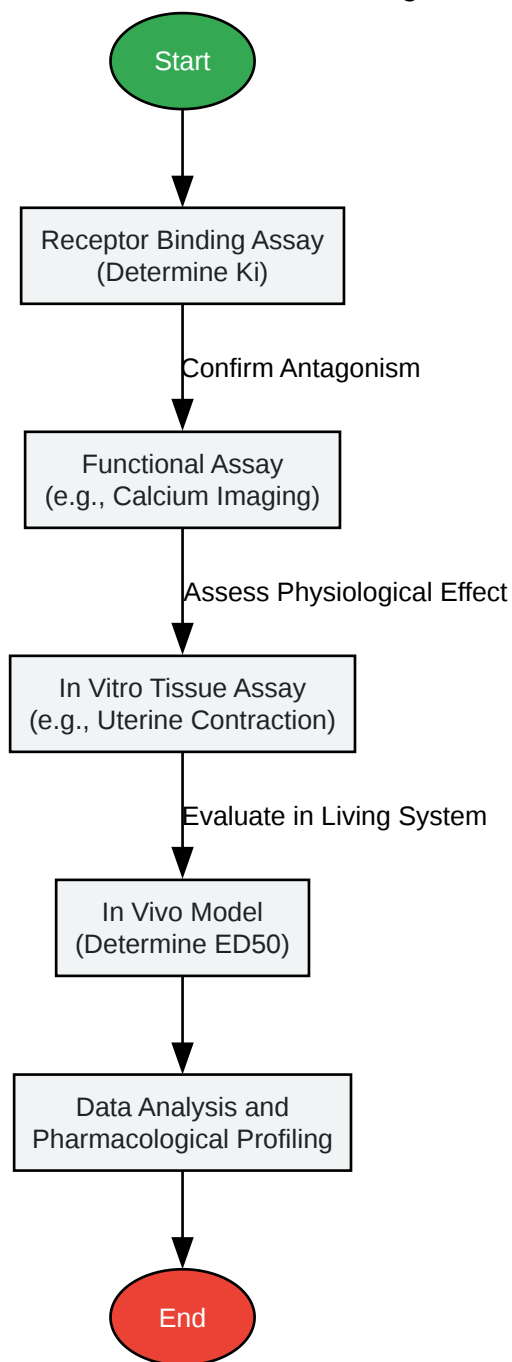 Start
Receptor Binding Assay
(Determine Ki)
Confirm Antagonism
Functional Assay
(e.g., Calcium Imaging)
Assess Physiological Effect
In Vitro Tissue Assay
(e.g., Uterine Contraction)
Evaluate in Living System
In Vivo Model
(Determine ED50)
Data Analysis and
Pharmacological Profiling
End